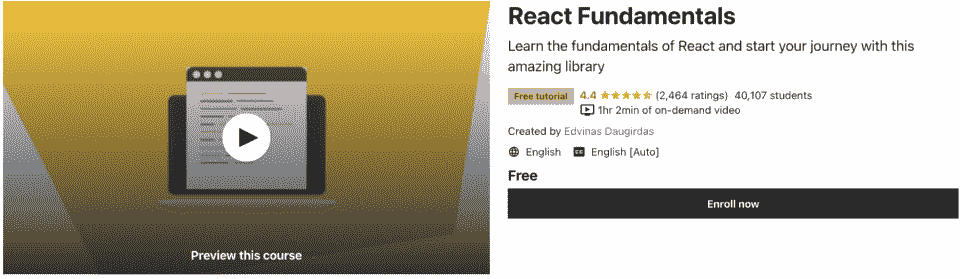 React Fundamentals
Learn the fundamentals of React and start your journey with this
amazing library
Free tutorial 4.4 (2,464 ratings) 40,107 students
1hr 2min of on-demand video
Created by Edvinas Daugirdas
English English [Auto]
Free
Enroll now
Preview this course